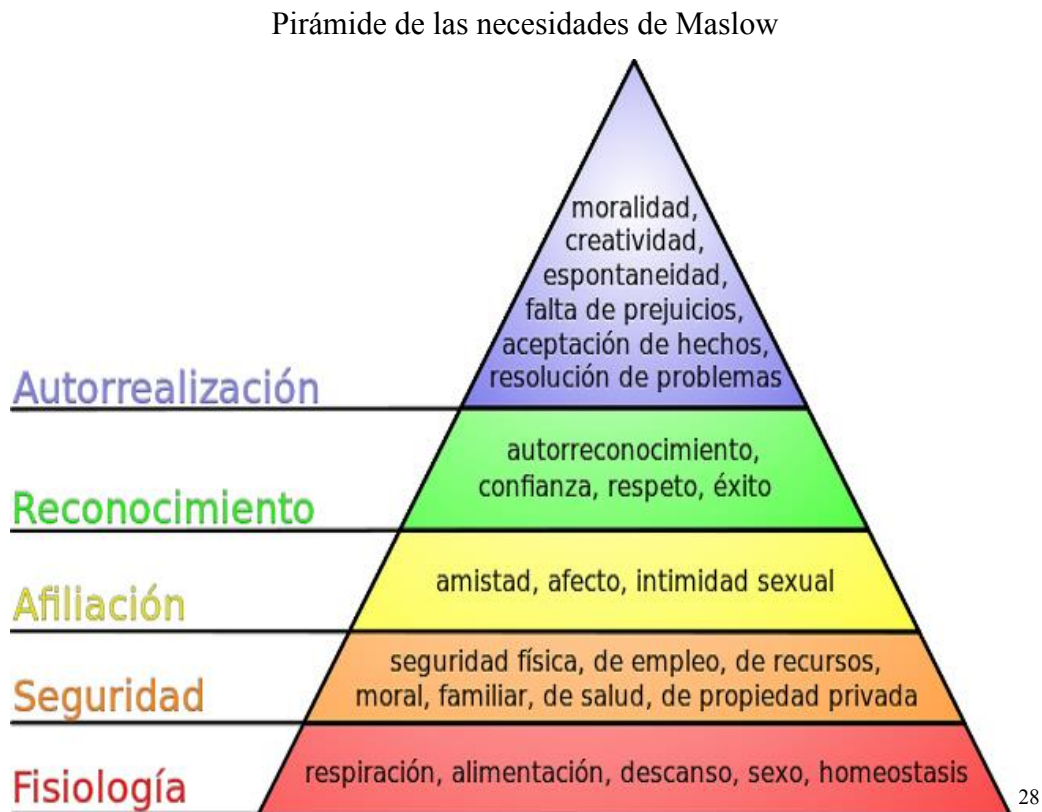 Pirámide de las necesidades de Maslow
moralidad,
creatividad,
espontaneidad,
falta de prejuicios,
aceptación de hechos,
resolución de problemas
Autorrealización
autorreconocimiento,
confianza, respeto, éxito
Reconocimiento
amistad, afecto, intimidad sexual
Afiliación
seguridad física, de empleo, de recursos,
moral, familiar, de salud, de propiedad privada
Seguridad
respiración, alimentación, descanso, sexo, homeostasis
Fisiología
28